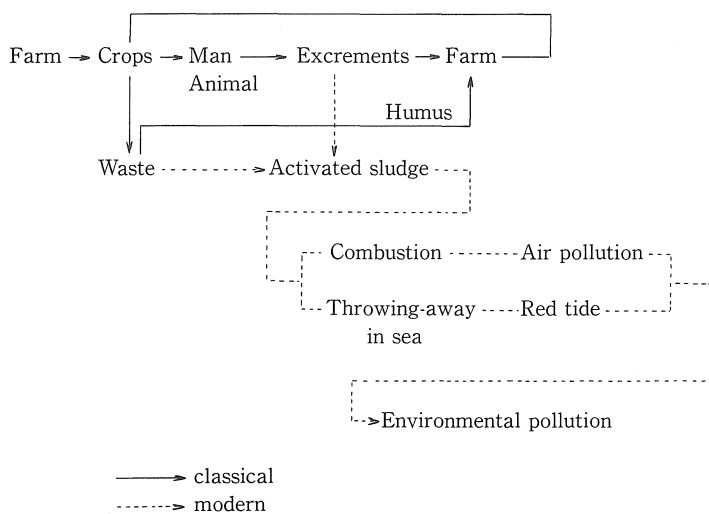 Farm Crops Man Excrements Farm
Animal
Humus
Waste Activated sludge
Combustion Air pollution
Throwing-away Red tide
in sea
Environmental pollution
classical
modern